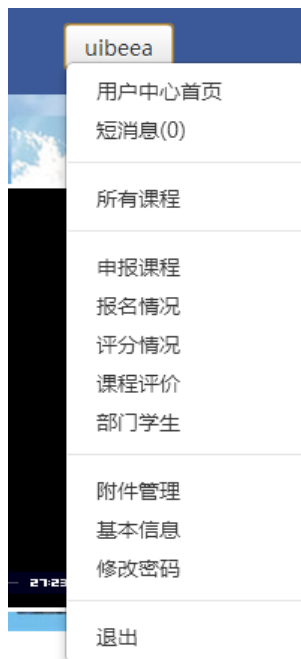 uibeea
用户中心首页
短消息(0)
所有课程
申报课程
报名情况
评分情况
课程评价
部门学生
附件管理
基本信息
修改密码
27:23
退出